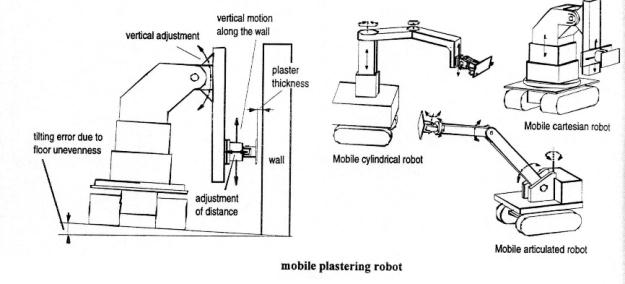 vertical motion
along the wall
vertical adjustment
plaster
thickness
tilting error due to
floor unevenness
wall
adjustment
of distance
Mobile cylindrical robot
Mobile cartesian robot
Mobile articulated robot
mobile plastering robot